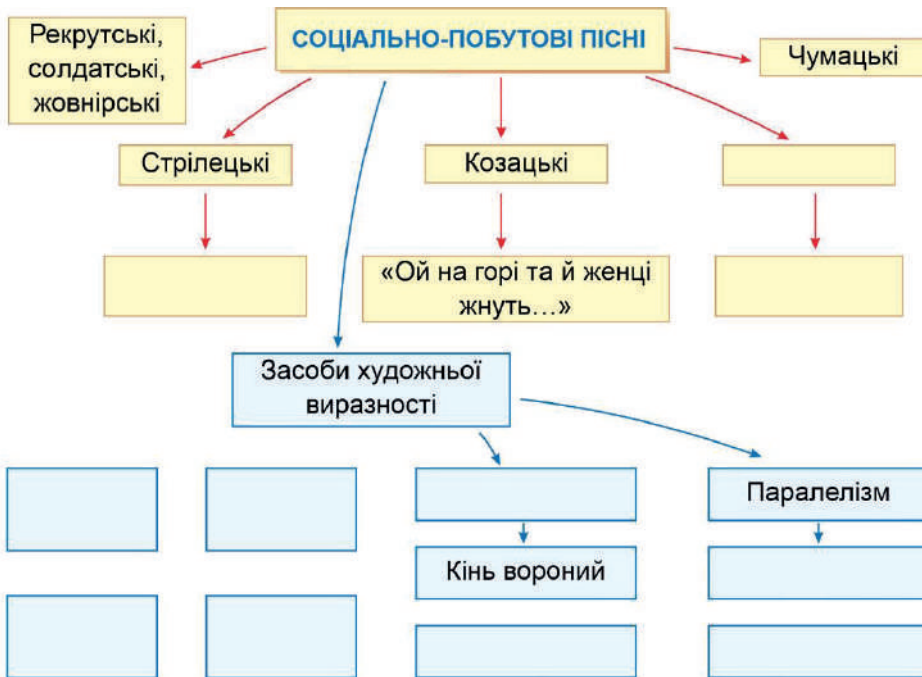 СОЦІАЛЬНО-ПОБУТОВІ ПІСНІ
Рекрутські,
солдатські,
жовнірські
Чумацькі
Стрілецькі
Козацькі
«Ой на горі та й женці
жнуть…»
Засоби художньої
виразності
Паралелізм
Кінь вороний